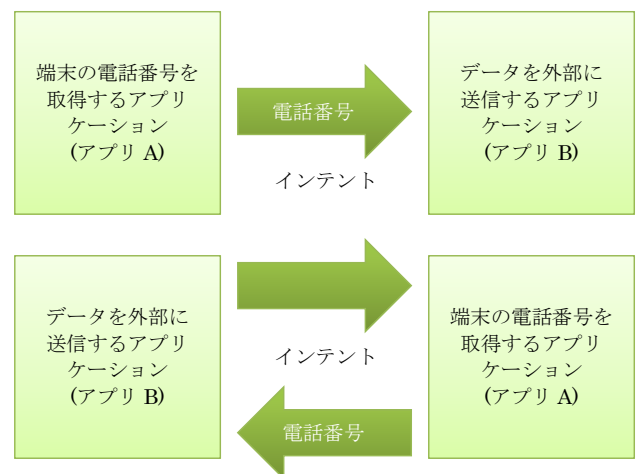 端末の電話番号を
取得するアプリ
ケーション
(アプリ A)
電話番号
インテント
データを外部に
送信するアプリ
ケーション
(アプリ B)
データを外部に
送信するアプリ
ケーション
(アプリ B)
インテント
電話番号
端末の電話番号を
取得するアプリ
ケーション
(アプリ A)